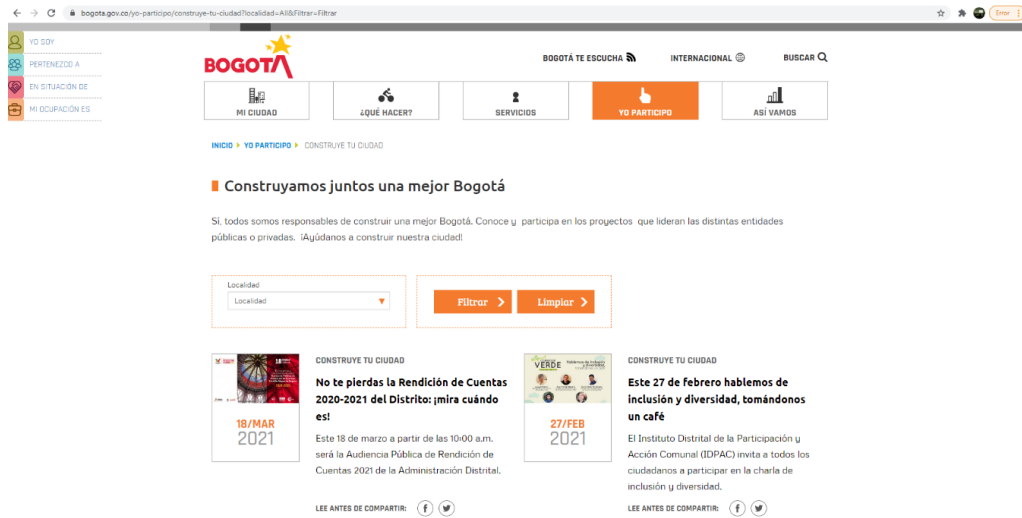 bogota.gov.co/yo-participo/construye-tu-ciudad?localidad=All&Filtrar=Filtrar
Error
YO SOY
PERTENEZCO A
EN SITUACIÓN DE
MI OCUPACIÓN ES
BOGOTÁ
BOGOTÁ TE ESCUCHA
INTERNACIONAL
BUSCAR
MI CIUDAD
¿QUÉ HACER?
SERVICIOS
YO PARTICIPO
ASÍ VAMOS
INICIO
YO PARTICIPO
CONSTRUYE TU CIUDAD
Construyamos juntos una mejor Bogotá
Sí, todos somos responsables de construir una mejor Bogotá. Conoce y participa en los proyectos que lideran las distintas entidades
públicas o privadas. ¡Ayúdanos a construir nuestra ciudad!
Localidad
Localidad
Filtrar
Limpiar
CONSTRUYE TU CIUDAD
No te pierdas la Rendición de Cuentas
2020-2021 del Distrito: ¡mira cuándo
es!
18/MAR
2021
Este 18 de marzo a partir de las 10:00 a.m.
será la Audiencia Pública de Rendición de
Cuentas 2021 de la Administración Distrital.
LEE ANTES DE COMPARTIR:
VERDE
CONSTRUYE TU CIUDAD
Este 27 de febrero hablemos de
inclusión y diversidad, tomándonos
un café
27/FEB
2021
El Instituto Distrital de la Participación y
Acción Comunal (IDPAC) invita a todos los
ciudadanos a participar en la charla de
inclusión y diversidad.
LEE ANTES DE COMPARTIR: